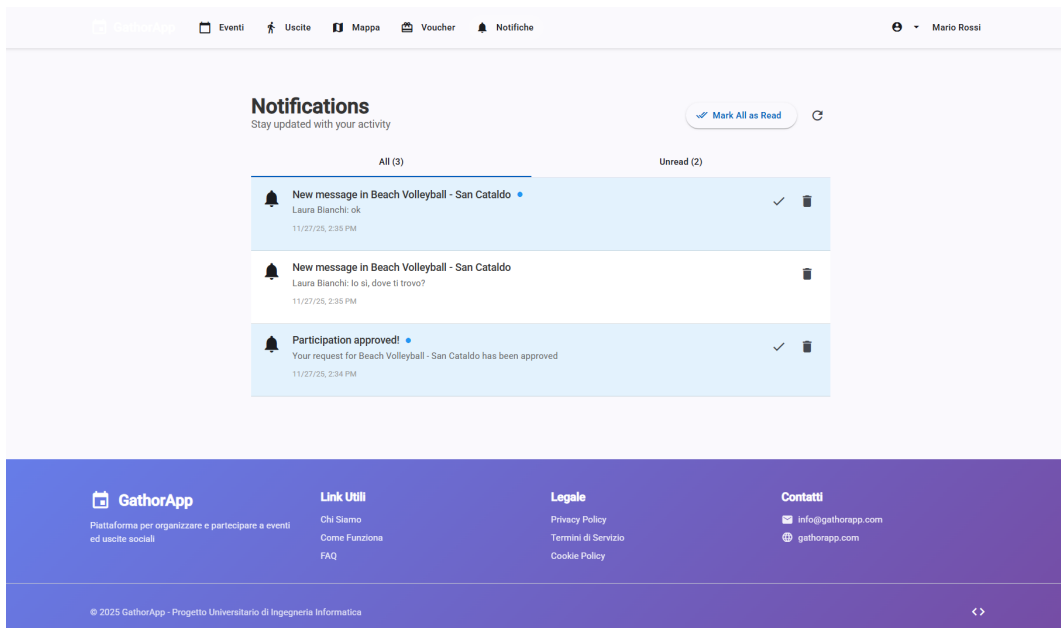 GathorApp
Eventi
Uscite
Mappa
Voucher
Notifiche
Mario Rossi
Notifications
Stay updated with your activity
Mark All as Read
All (3)
Unread (2)
New message in Beach Volleyball - San Cataldo
Laura Bianchi: ok
11/27/25, 2:35 PM
New message in Beach Volleyball - San Cataldo
Laura Bianchi: Io sì, dove ti trovo?
11/27/25, 2:35 PM
Participation approved!
Your request for Beach Volleyball - San Cataldo has been approved
11/27/25, 2:34 PM
GathorApp
Piattaforma per organizzare e partecipare a eventi
ed uscite sociali
Link Utili
Chi Siamo
Come Funziona
FAQ
Legale
Privacy Policy
Termini di Servizio
Cookie Policy
Contatti
info@gathorapp.com
gathorapp.com
© 2025 GathorApp - Progetto Universitario di Ingegneria Informatica